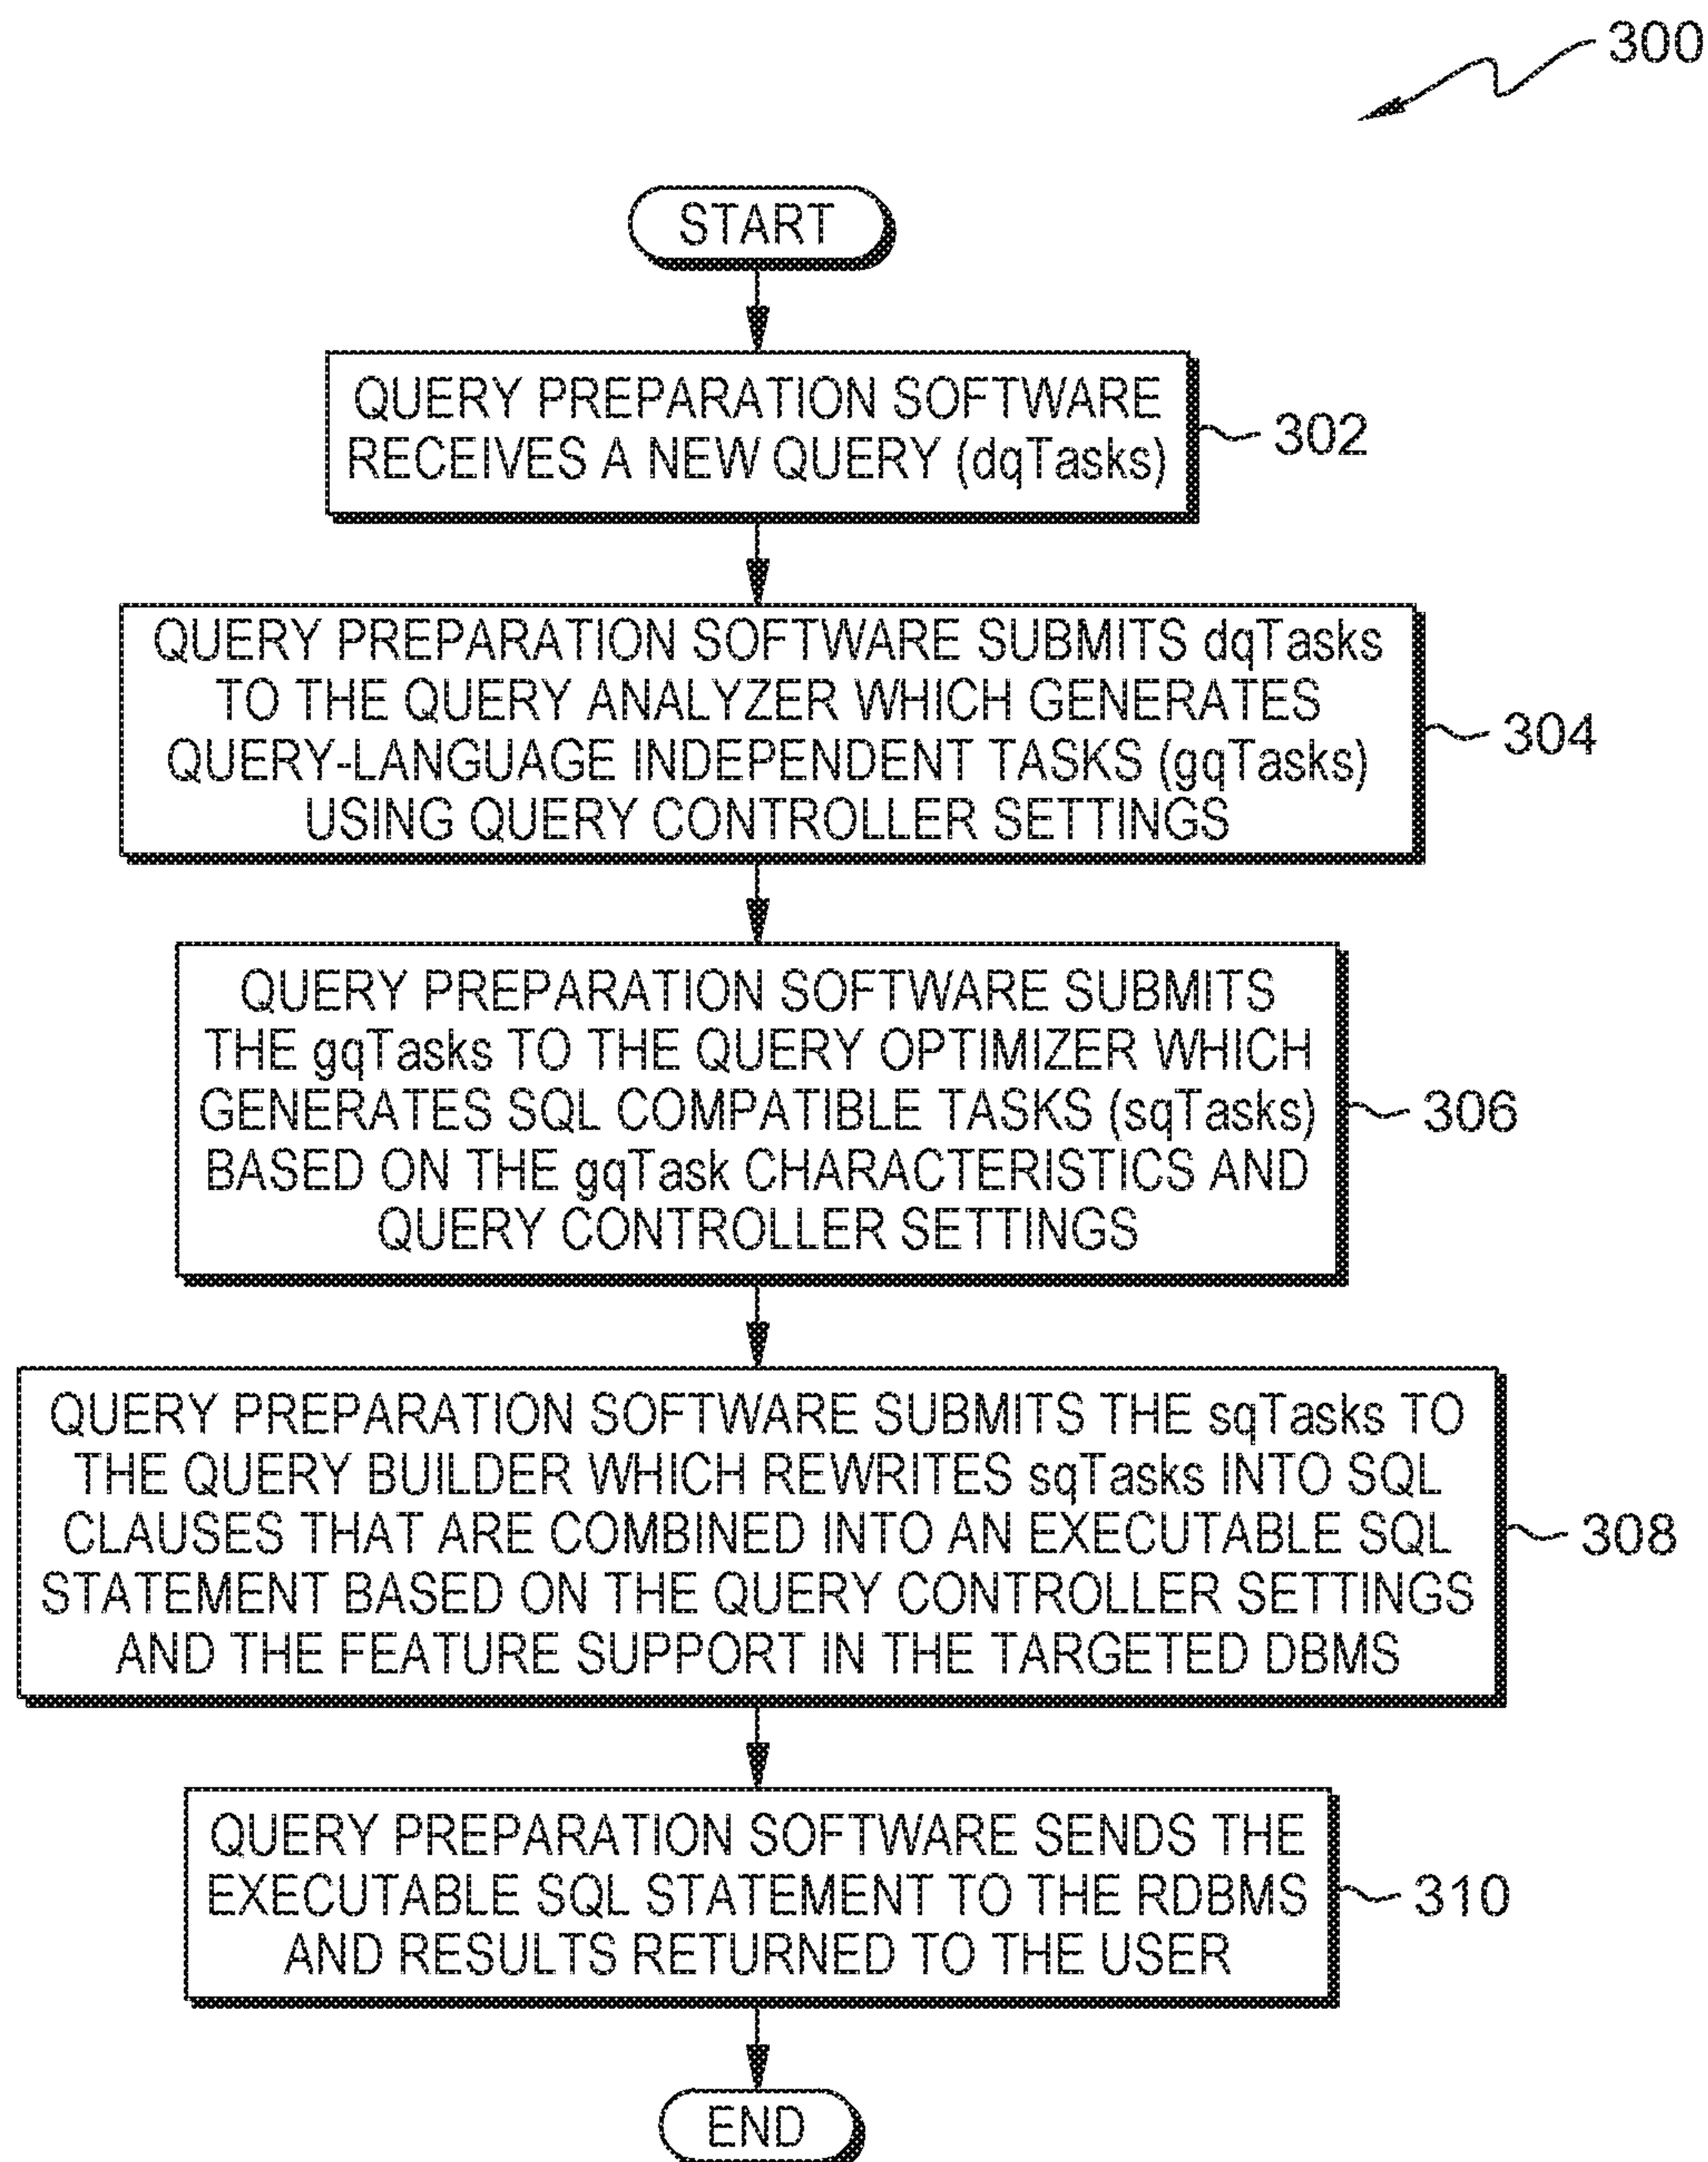 300
START
QUERY PREPARATION SOFTWARE
RECEIVES A NEW QUERY (dqTasks)
302
QUERY PREPARATION SOFTWARE SUBMITS dqTasks
TO THE QUERY ANALYZER WHICH GENERATES
QUERY-LANGUAGE INDEPENDENT TASKS (gqTasks)
USING QUERY CONTROLLER SETTINGS
304
QUERY PREPARATION SOFTWARE SUBMITS
THE gqTasks TO THE QUERY OPTIMIZER WHICH
GENERATES SQL COMPATIBLE TASKS (sqTasks)
BASED ON THE gqTask CHARACTERISTICS AND
QUERY CONTROLLER SETTINGS
306
QUERY PREPARATION SOFTWARE SUBMITS THE sqTasks TO
THE QUERY BUILDER WHICH REWRITES sqTasks INTO SQL
CLAUSES THAT ARE COMBINED INTO AN EXECUTABLE SQL
STATEMENT BASED ON THE QUERY CONTROLLER SETTINGS
AND THE FEATURE SUPPORT IN THE TARGETED DBMS
308
QUERY PREPARATION SOFTWARE SENDS THE
EXECUTABLE SQL STATEMENT TO THE RDBMS
AND RESULTS RETURNED TO THE USER
310
END